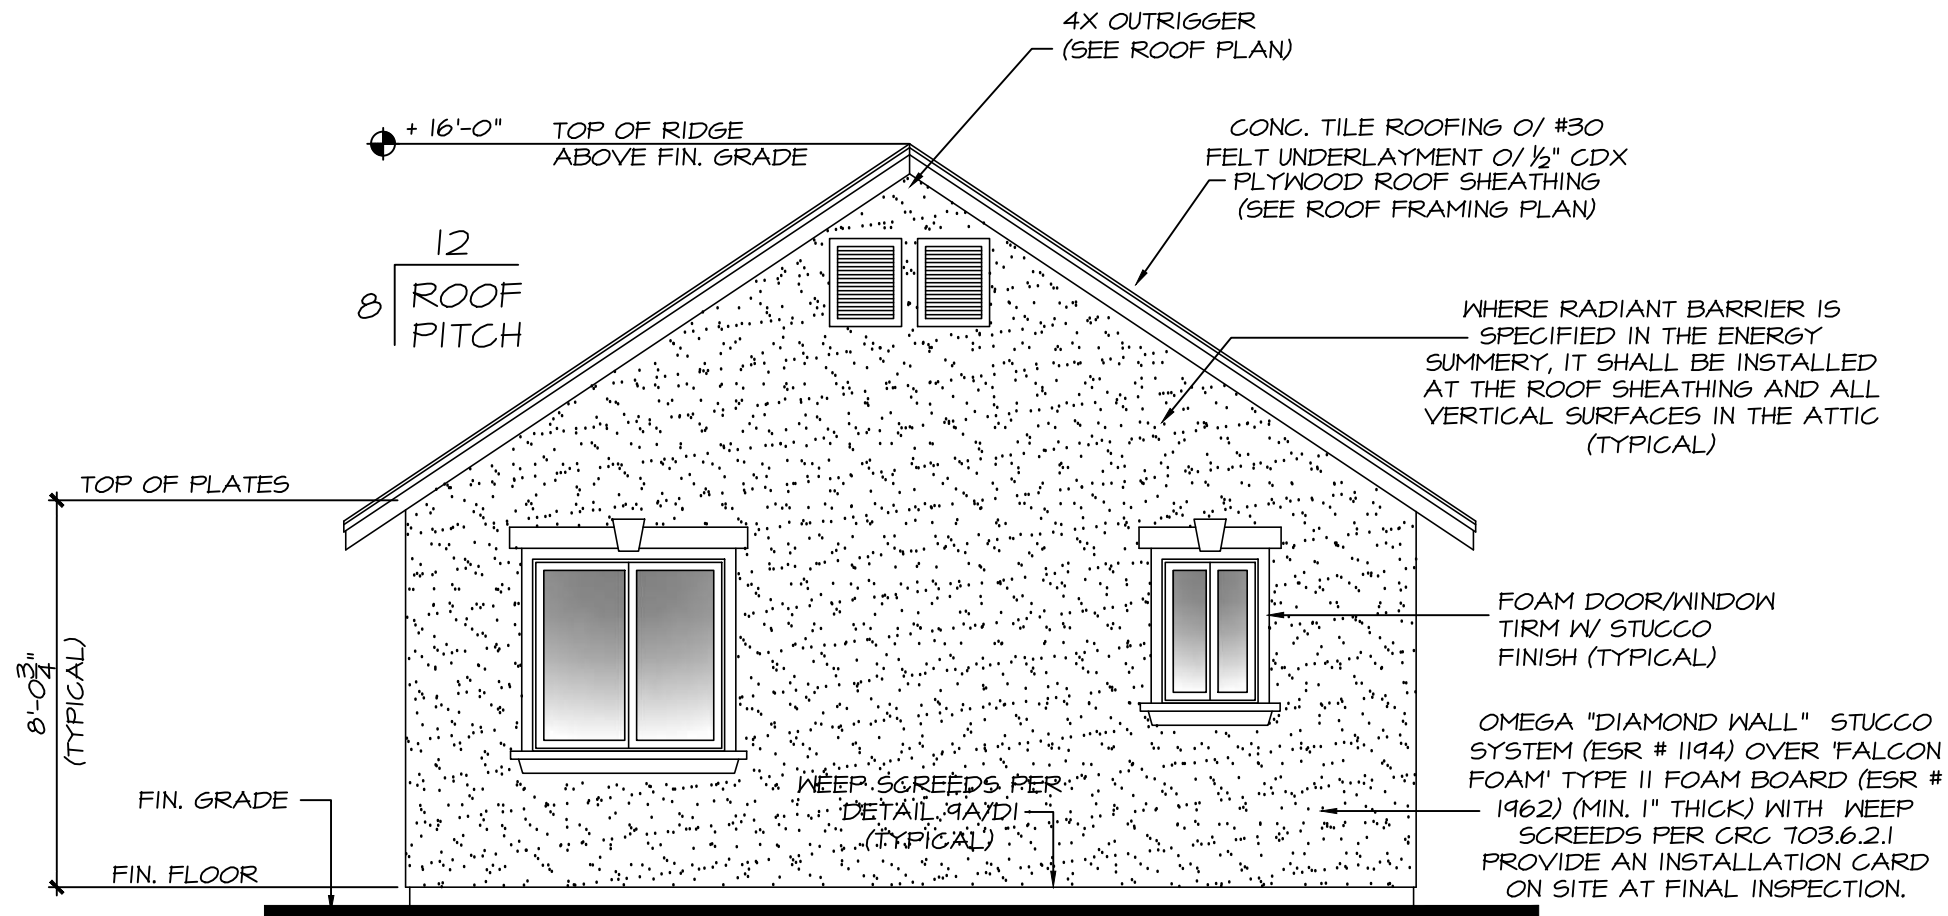 4X OUTRIGGER
(SEE ROOF PLAN)
+ 16'-0"
TOP OF RIDGE
ABOVE FIN. GRADE
CONC. TILE ROOFING O/ #30
FELT UNDERLAYMENT O/ ½" CDX
PLYWOOD ROOF SHEATHING
(SEE ROOF FRAMING PLAN)
12
8
ROOF
PITCH
WHERE RADIANT BARRIER IS
SPECIFIED IN THE ENERGY
SUMMERY, IT SHALL BE INSTALLED
AT THE ROOF SHEATHING AND ALL
VERTICAL SURFACES IN THE ATTIC
(TYPICAL)
TOP OF PLATES
8'-0¾"
(TYPICAL)
FOAM DOOR/WINDOW
TIRM W/ STUCCO
FINISH (TYPICAL)
OMEGA "DIAMOND WALL" STUCCO
SYSTEM (ESR # 1194) OVER 'FALCON
FOAM' TYPE II FOAM BOARD (ESR #
1962) (MIN. 1" THICK) WITH WEEP
SCREEDS PER CRC 703.6.2.1
PROVIDE AN INSTALLATION CARD
ON SITE AT FINAL INSPECTION.
WEEP SCREEDS PER
DETAIL 9A/D1
(TYPICAL)
FIN. GRADE
FIN. FLOOR